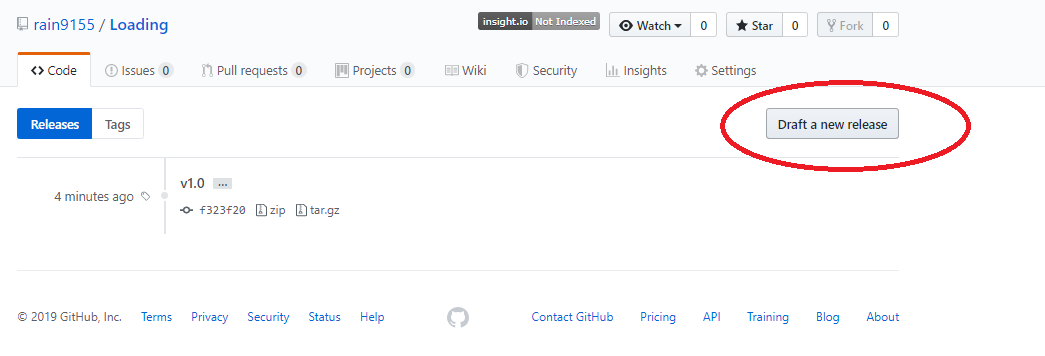 rain9155 / Loading
insight.io Not Indexed
Watch 0
Star 0
Fork 0
Code Issues 0 Pull requests 0 Projects 0 Wiki Security Insights Settings
Releases Tags
Draft a new release
v1.0 ...
4 minutes ago
f323f20 zip tar.gz
© 2019 GitHub, Inc. Terms Privacy Security Status Help Contact GitHub Pricing API Training Blog About